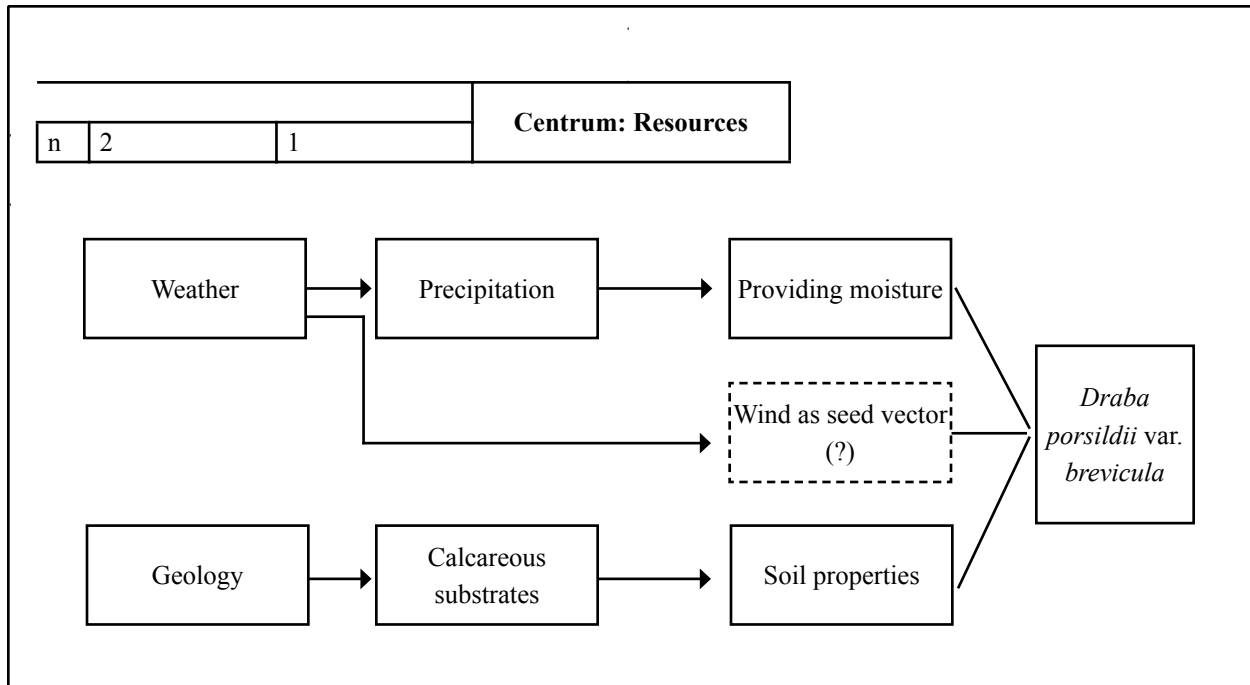 Centrum: Resources
n 2 1
Weather
Precipitation
Providing moisture
Wind as seed vector
(?)
Draba
porsildii var.
brevicula
Geology
Calcareous
substrates
Soil properties